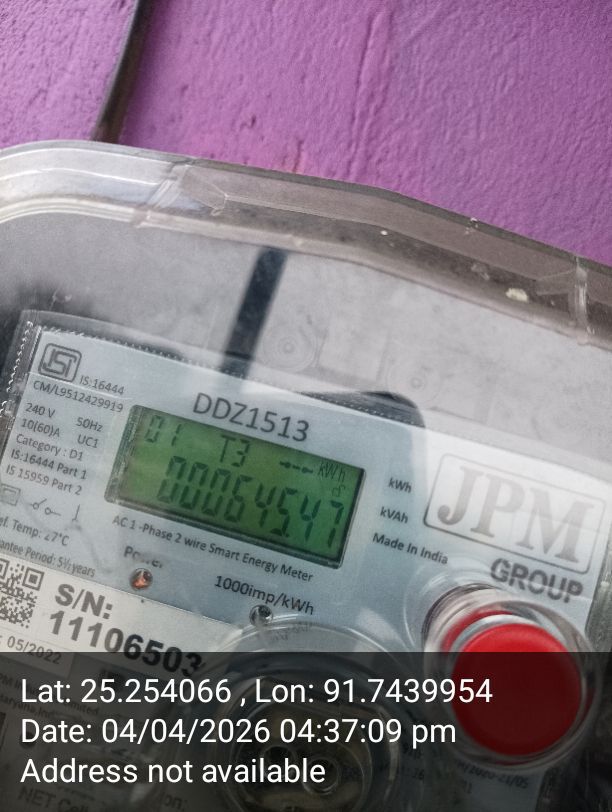 IS:16444
CM/L9512429919
DDZ1513
240 V 50Hz
10(60)A UC1
Category : D1
IS:16444 Part 1
IS 15959 Part 2
01 T3 kWh
000645.47
kWh
kVAh
Made In India
JPM
GROUP
AC 1-Phase 2 wire Smart Energy Meter
Power
1000imp/kWh
S/N:
11106503
05/2022
Lat: 25.254066 , Lon: 91.7439954
Date: 04/04/2026 04:37:09 pm
Address not available